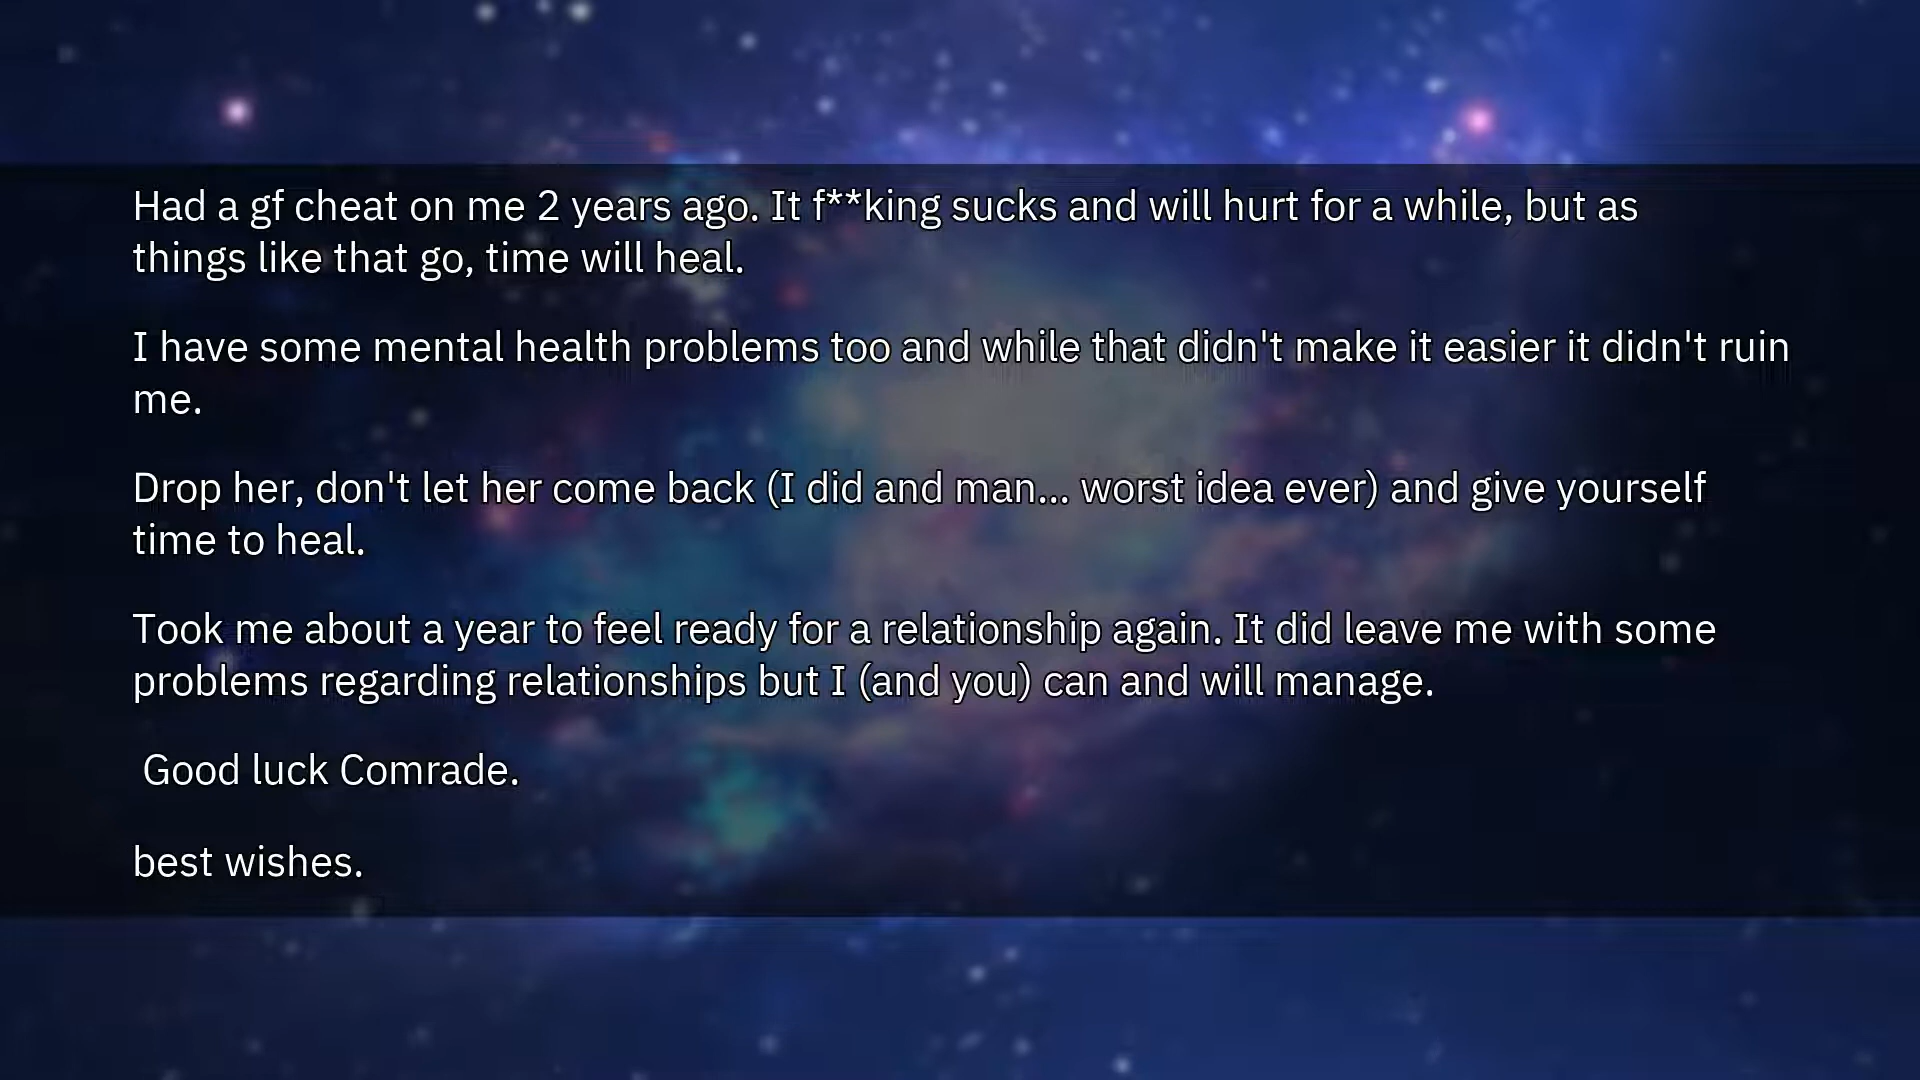 Had a gf cheat on me 2 years ago. It f**king sucks and will hurt for a while, but as
things like that go, time will heal.
I have some mental health problems too and while that didn't make it easier it didn't ruin
me.
Drop her, don't let her come back (I did and man... worst idea ever) and give yourself
time to heal.
Took me about a year to feel ready for a relationship again. It did leave me with some
problems regarding relationships but I (and you) can and will manage.
Good luck Comrade.
best wishes.